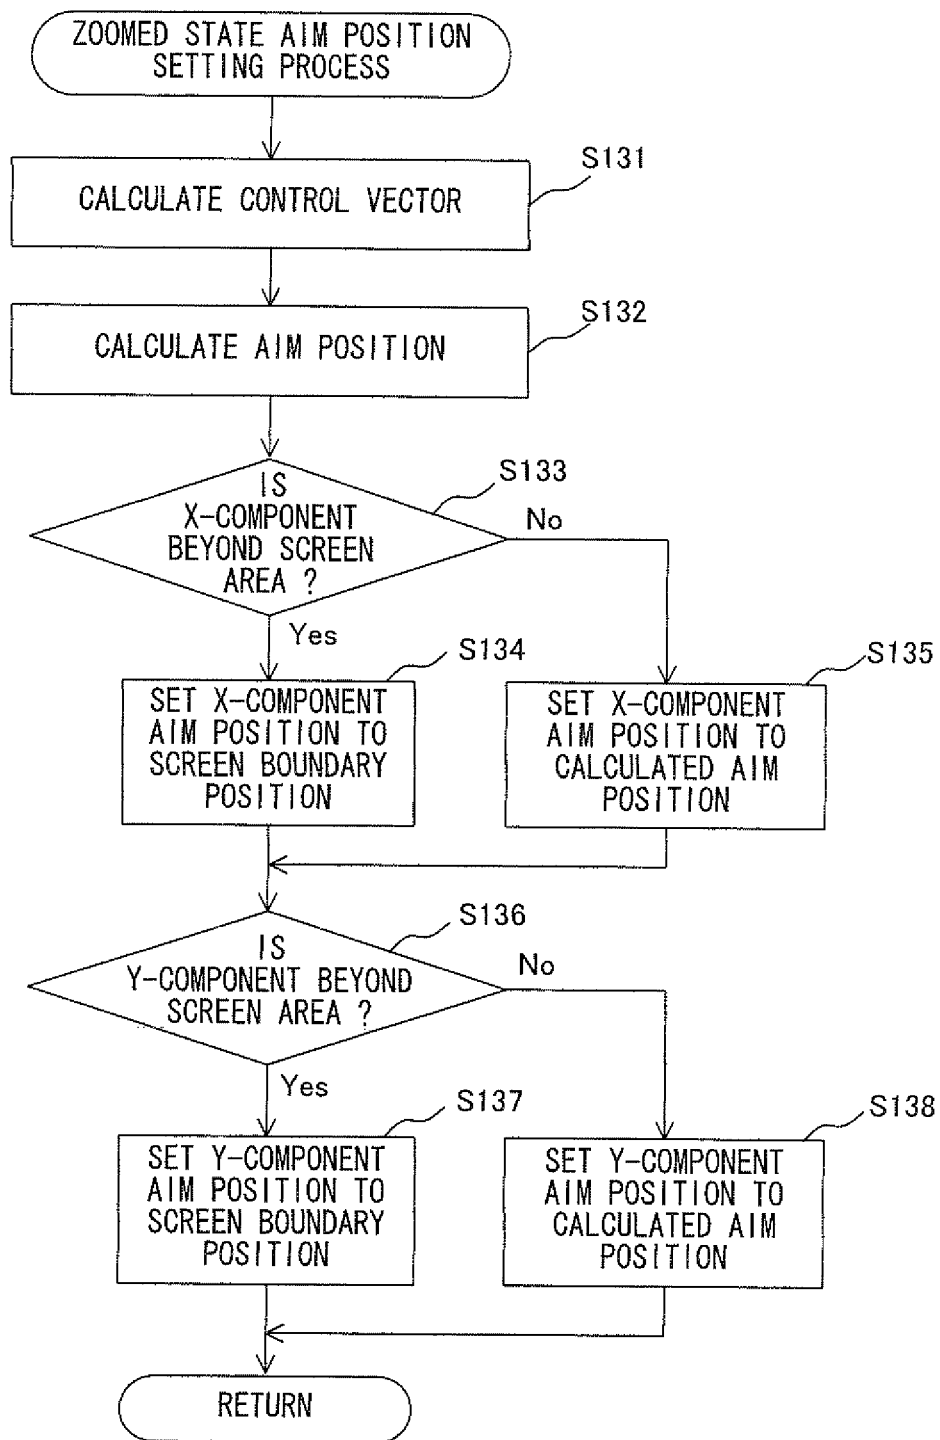 ZOOMED STATE AIM POSITION
SETTING PROCESS
S131
CALCULATE CONTROL VECTOR
S132
CALCULATE AIM POSITION
S133
IS
X-COMPONENT
BEYOND SCREEN
AREA ?
No
Yes
S134
SET X-COMPONENT
AIM POSITION TO
SCREEN BOUNDARY
POSITION
S135
SET X-COMPONENT
AIM POSITION TO
CALCULATED AIM
POSITION
S136
IS
Y-COMPONENT BEYOND
SCREEN AREA ?
No
Yes
S137
SET Y-COMPONENT
AIM POSITION TO
SCREEN BOUNDARY
POSITION
S138
SET Y-COMPONENT
AIM POSITION TO
CALCULATED AIM
POSITION
RETURN